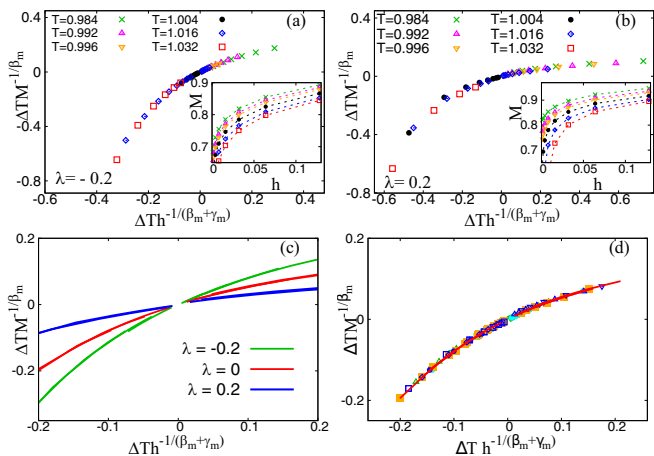 (a)
T=0.984 T=1.004
T=0.992 T=1.016
T=0.996 T=1.032
ΔTM^{-1/β_m}
0.4
0
-0.4
-0.8
M
0.8
0.7
0 0.05 0.1
h
λ= - 0.2
-0.6 -0.4 -0.2 0 0.2 0.4
ΔTh^{-1/(β_m+γ_m)}
(b)
T=0.984 T=1.004
T=0.992 T=1.016
T=0.996 T=1.032
ΔTM^{-1/β_m}
0.4
0
-0.4
-0.8
M
0.9
0.8
0.7
0 0.05 0.1
h
λ= 0.2
-0.6 -0.4 -0.2 0 0.2 0.4 0.6
ΔTh^{-1/(β_m+γ_m)}
(c)
ΔTM^{-1/β_m}
0.2
0
-0.2
λ = -0.2
λ = 0
λ = 0.2
-0.2 -0.1 0 0.1 0.2
ΔTh^{-1/(β_m+γ_m)}
(d)
ΔTM^{-1/β_m}
0.2
0
-0.2
-0.2 -0.1 0 0.1 0.2
ΔT h^{-1/(β_m+γ_m)}